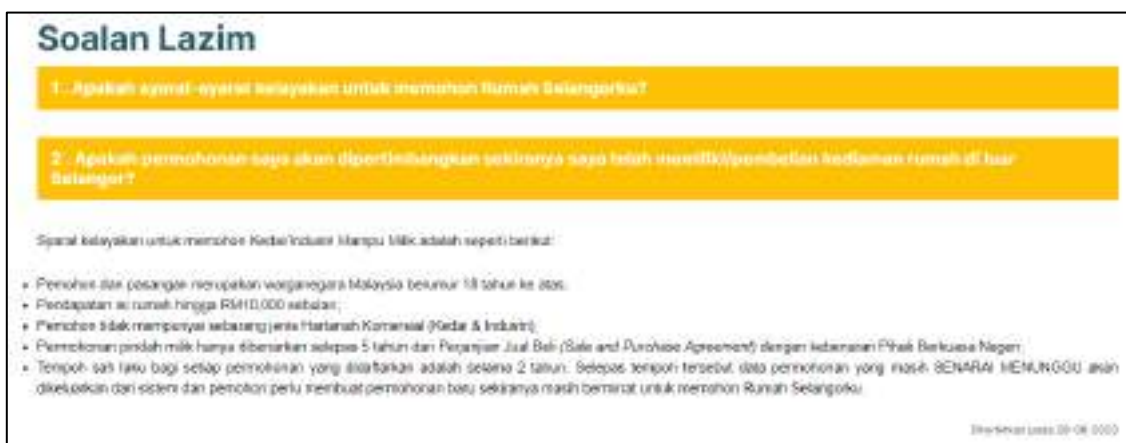 Soalan Lazim
1. Apakah syarat-syarat kelayakan untuk memohon Rumah Selangorku?
2. Apakah permohonan saya akan dipertimbangkan sekiranya saya telah memiliki/pembelian kediaman rumah di luar
Selangor?
Syarat kelayakan untuk memohon Kedai/Industri Mampu Milik adalah seperti berikut:
• Pemohon dan pasangan merupakan warganegara Malaysia berumur 18 tahun ke atas;
• Pendapatan isi rumah hingga RM10,000 sebulan;
• Pemohon tidak mempunyai sebarang jenis Hartanah Komersial (Kedai & Industri);
• Permohonan pindah milik hanya dibenarkan selepas 5 tahun dari Perjanjian Jual Beli (Sale and Purchase Agreement) dengan kebenaran Pihak Berkuasa Negeri;
• Tempoh sah laku bagi setiap permohonan yang didaftarkan adalah selama 2 tahun. Selepas tempoh tersebut data permohonan yang masih SENARAI MENUNGGU akan
dikeluarkan dari sistem dan pemohon perlu membuat permohonan baru sekiranya masih berminat untuk memohon Rumah Selangorku.